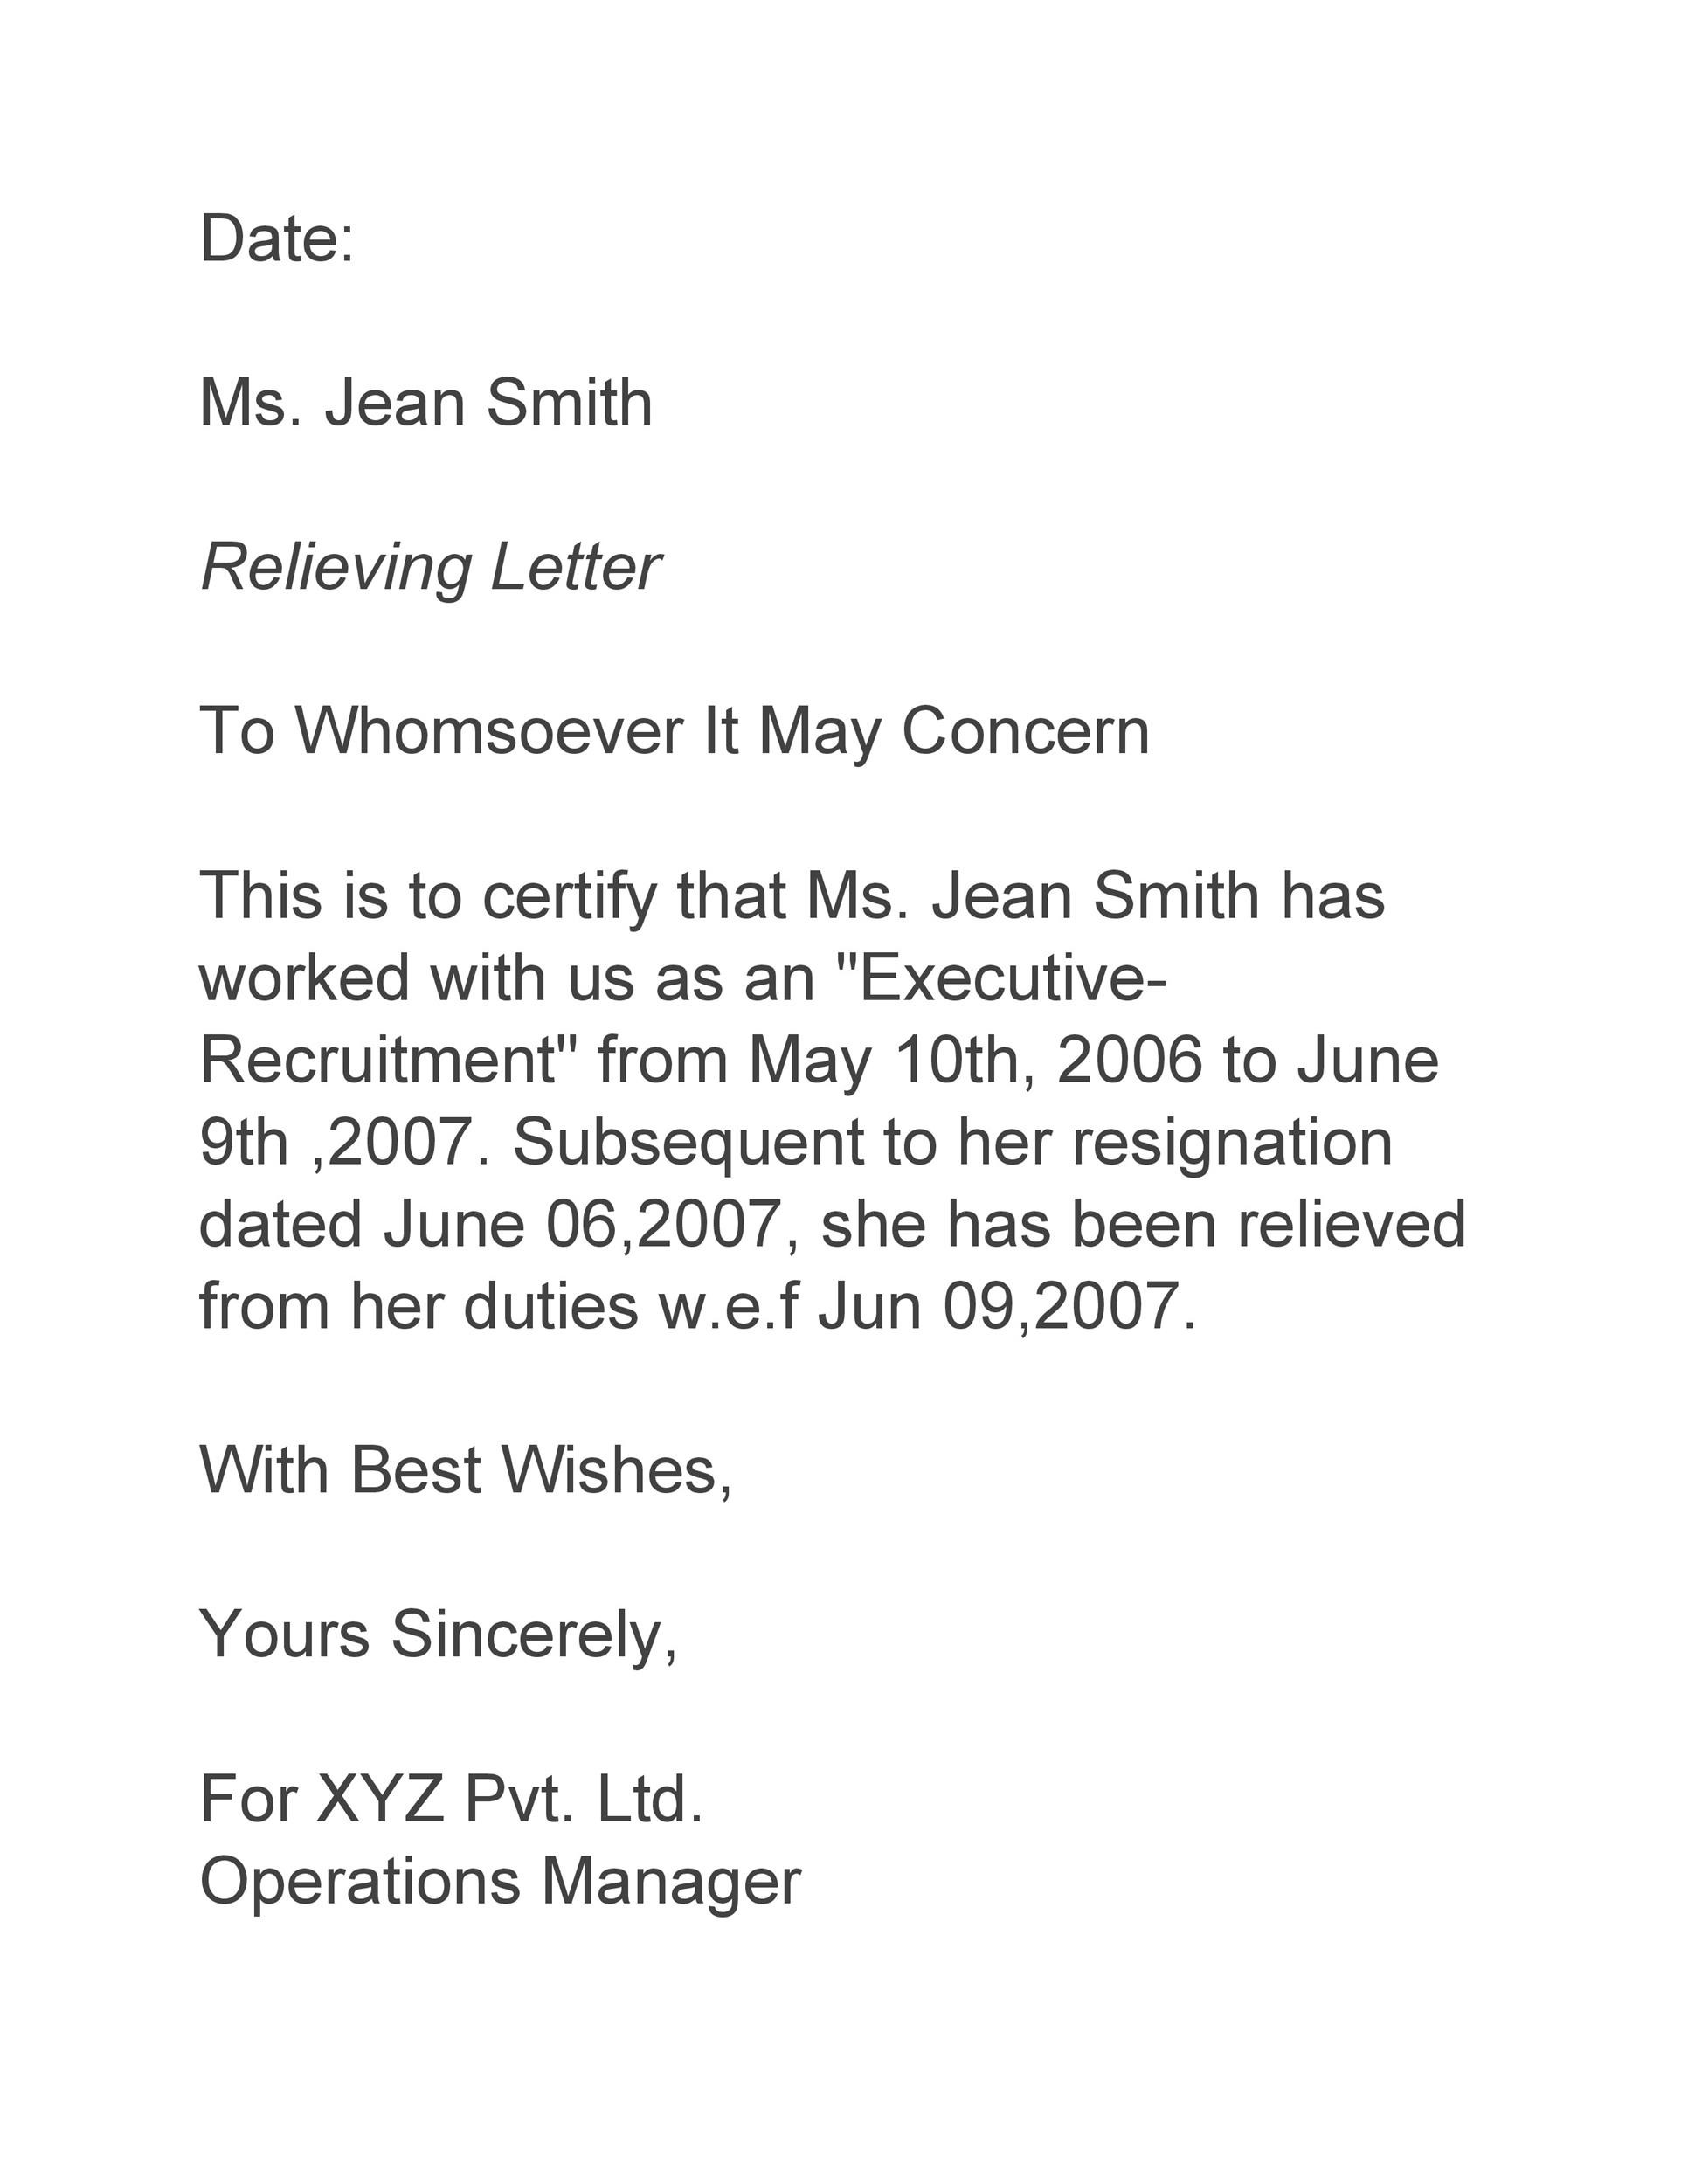 Date:
Ms. Jean Smith
Relieving Letter
To Whomsoever It May Concern
This is to certify that Ms. Jean Smith has
worked with us as an "Executive-
Recruitment" from May 10th, 2006 to June
9th ,2007. Subsequent to her resignation
dated June 06,2007, she has been relieved
from her duties w.e.f Jun 09,2007.
With Best Wishes,
Yours Sincerely,
For XYZ Pvt. Ltd.
Operations Manager